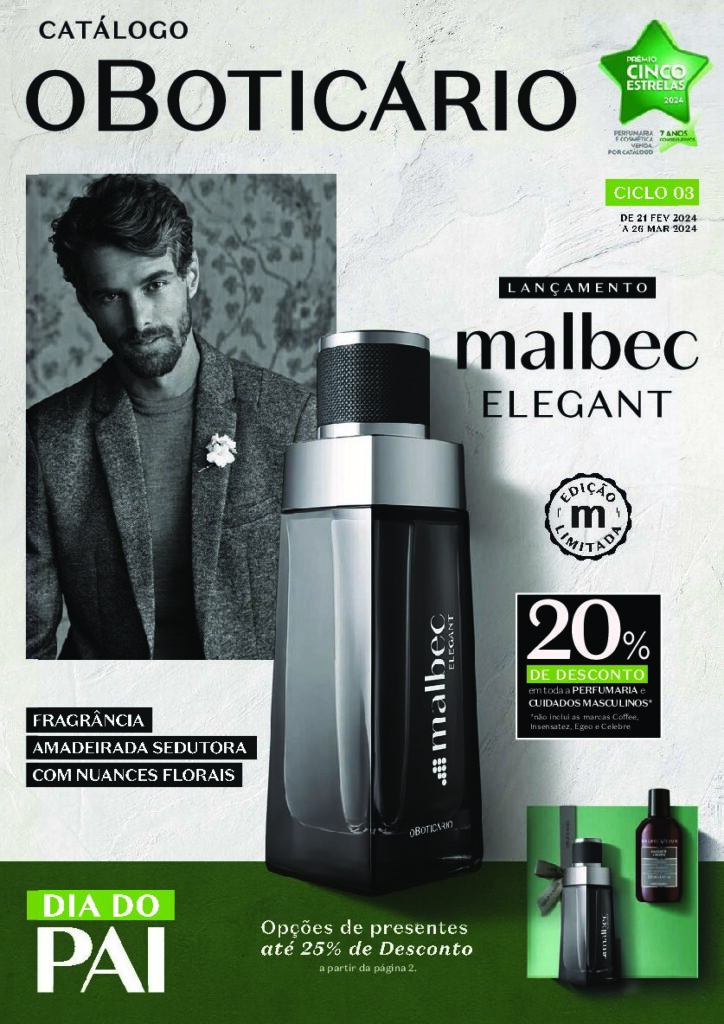 CATÁLOGO
OBOTICÁRIO
PRÊMIO
CINCO
ESTRELAS
2024
PERFUMARIA
E COSMÉTICA
VENDA
POR CATÁLOGO
7 ANOS
CICLO 03
DE 21 FEV 2024
A 26 MAR 2024
LANÇAMENTO
malbec
ELEGANT
EDIÇÃO
m
LIMITADA
20%
DE DESCONTO
em toda a PERFUMARIA e
CUIDADOS MASCULINOS*
*não inclui as marcas Coffee,
Insensatez, Egeo e Celebre
malbec
ELEGANT
OBOTICÁRIO
FRAGRÂNCIA
AMADEIRADA SEDUTORA
COM NUANCES FLORAIS
DIA DO
PAI
Opções de presentes
até 25% de Desconto
a partir da página 2.
malbec